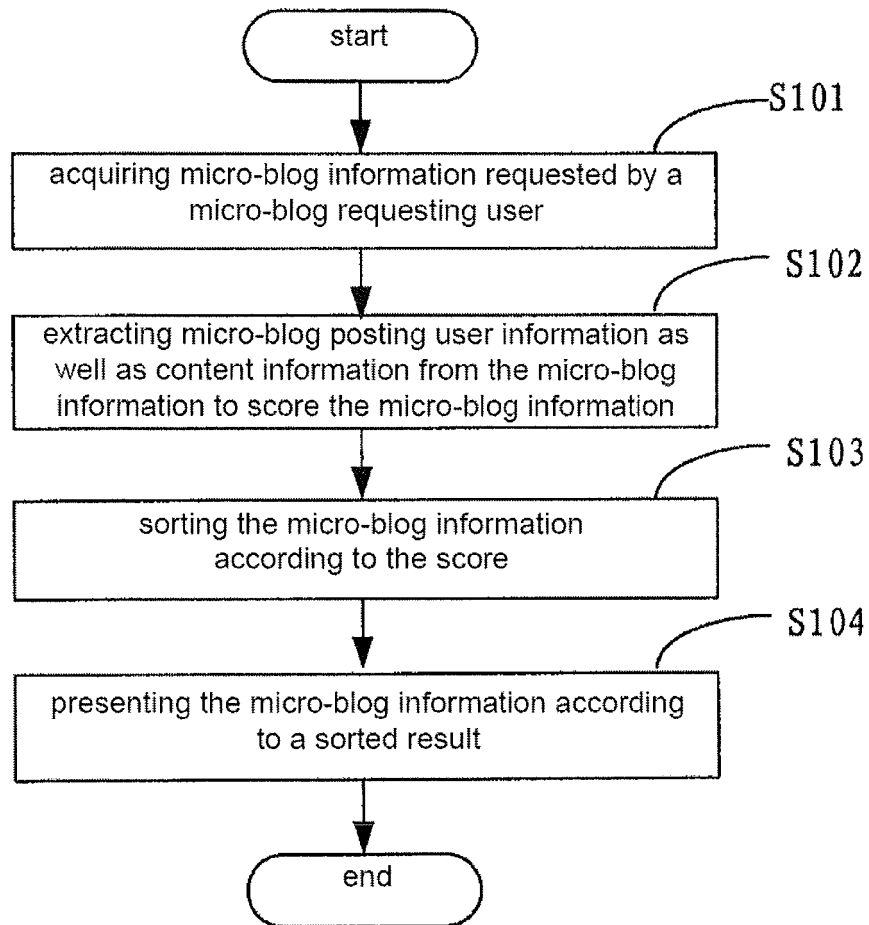 start
S101
acquiring micro-blog information requested by a
micro-blog requesting user
S102
extracting micro-blog posting user information as
well as content information from the micro-blog
information to score the micro-blog information
S103
sorting the micro-blog information
according to the score
S104
presenting the micro-blog information according
to a sorted result
end